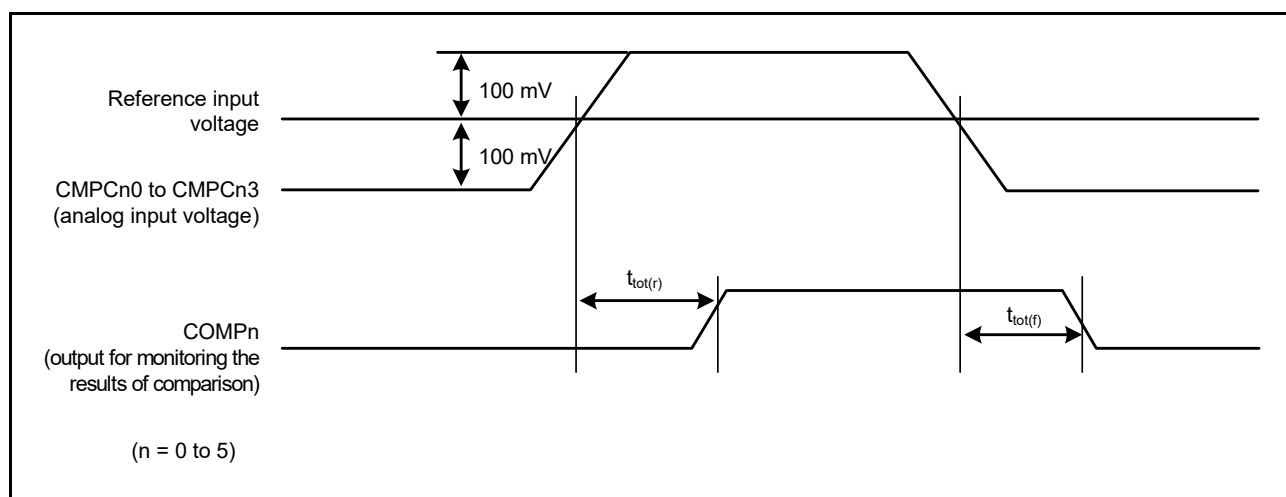 100 mV
Reference input
voltage
100 mV
CMPCn0 to CMPCn3
(analog input voltage)
ttot(r)
ttot(f)
COMPn
(output for monitoring the
results of comparison)
(n = 0 to 5)